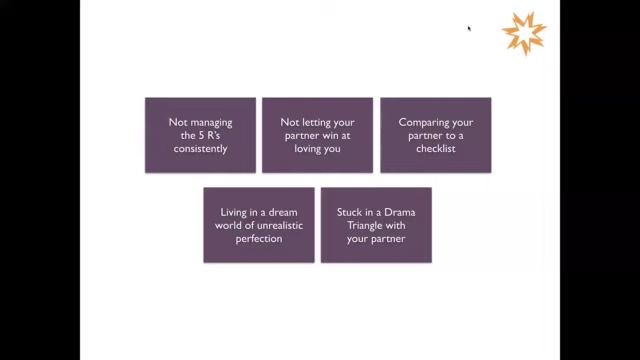 Not managing
the 5 R's
consistently
Not letting your
partner win at
loving you
Comparing your
partner to a
checklist
Living in a dream
world of unrealistic
perfection
Stuck in a Drama
Triangle with
your partner